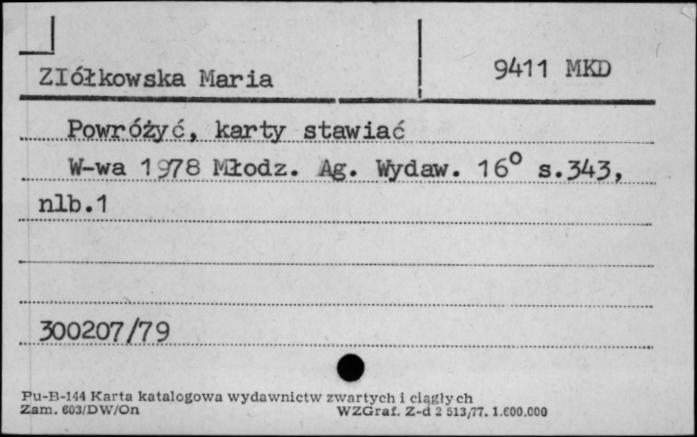 ZIółkowska Maria
9411 MKD
Powróżyć, karty stawiać
W-wa 1978 Młodz. Ag. Wydaw. 16° s.343,
nlb.1
300207/79
Pu-B-144 Karta katalogowa wydawnictw zwartych i ciągłych
Zam. 603/DW/On WZGraf. Z-d 2 513/77. 1.600.000